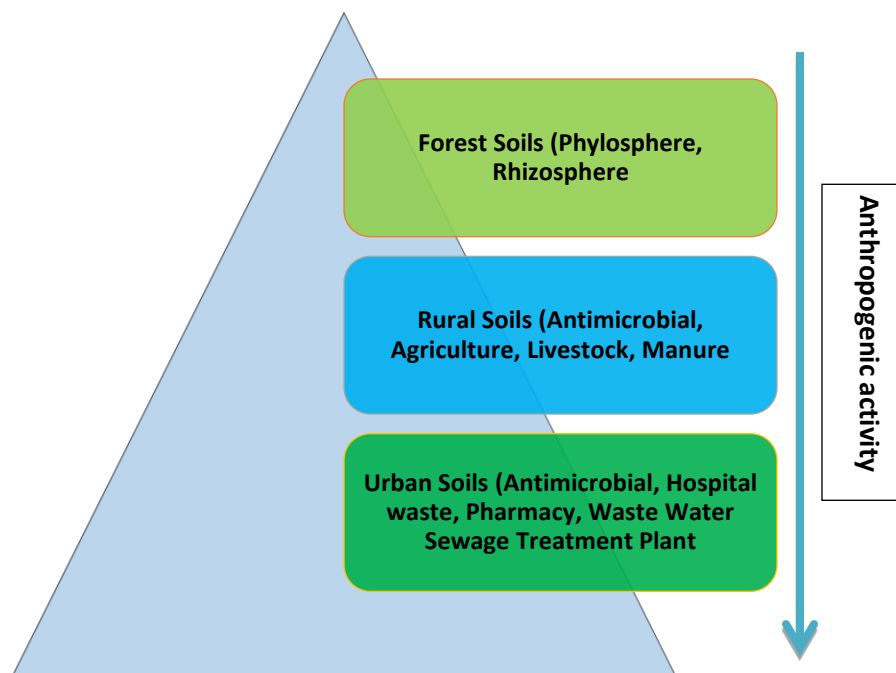 Forest Soils (Phylosphere,
Rhizosphere
Rural Soils (Antimicrobial,
Agriculture, Livestock, Manure
Urban Soils (Antimicrobial, Hospital
waste, Pharmacy, Waste Water
Sewage Treatment Plant
Anthropogenic activity